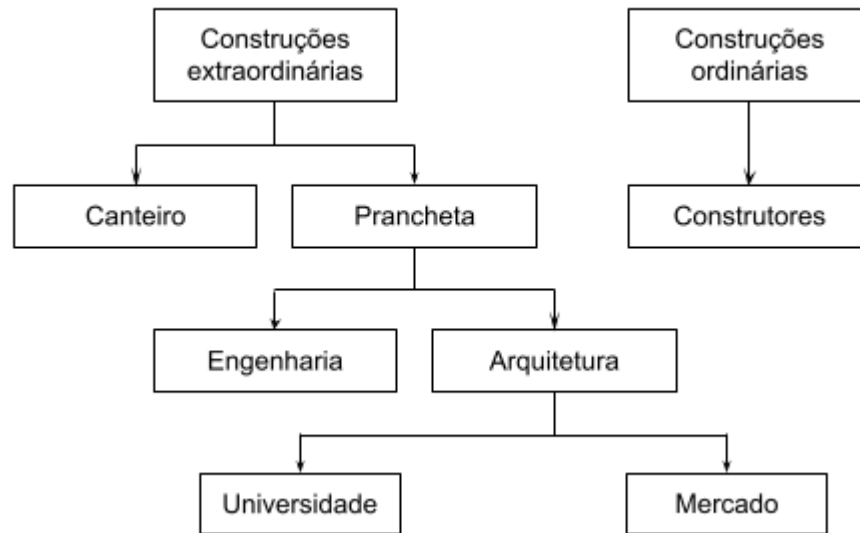 Construções
extraordinárias
Construções
ordinárias
Canteiro
Prancheta
Construtores
Engenharia
Arquitetura
Universidade
Mercado